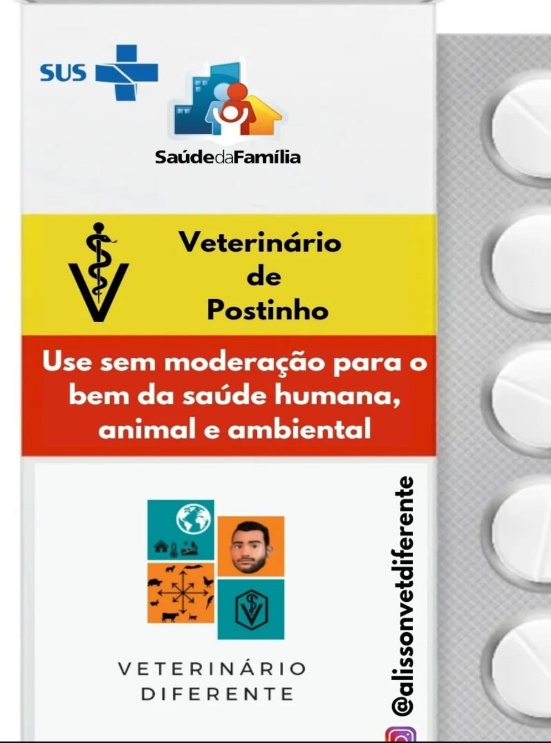 SUS
SaúdedaFamília
Veterinário
de
Postinho
Use sem moderação para o
bem da saúde humana,
animal e ambiental
@alissonvetdiferente
VETERINÁRIO
DIFERENTE